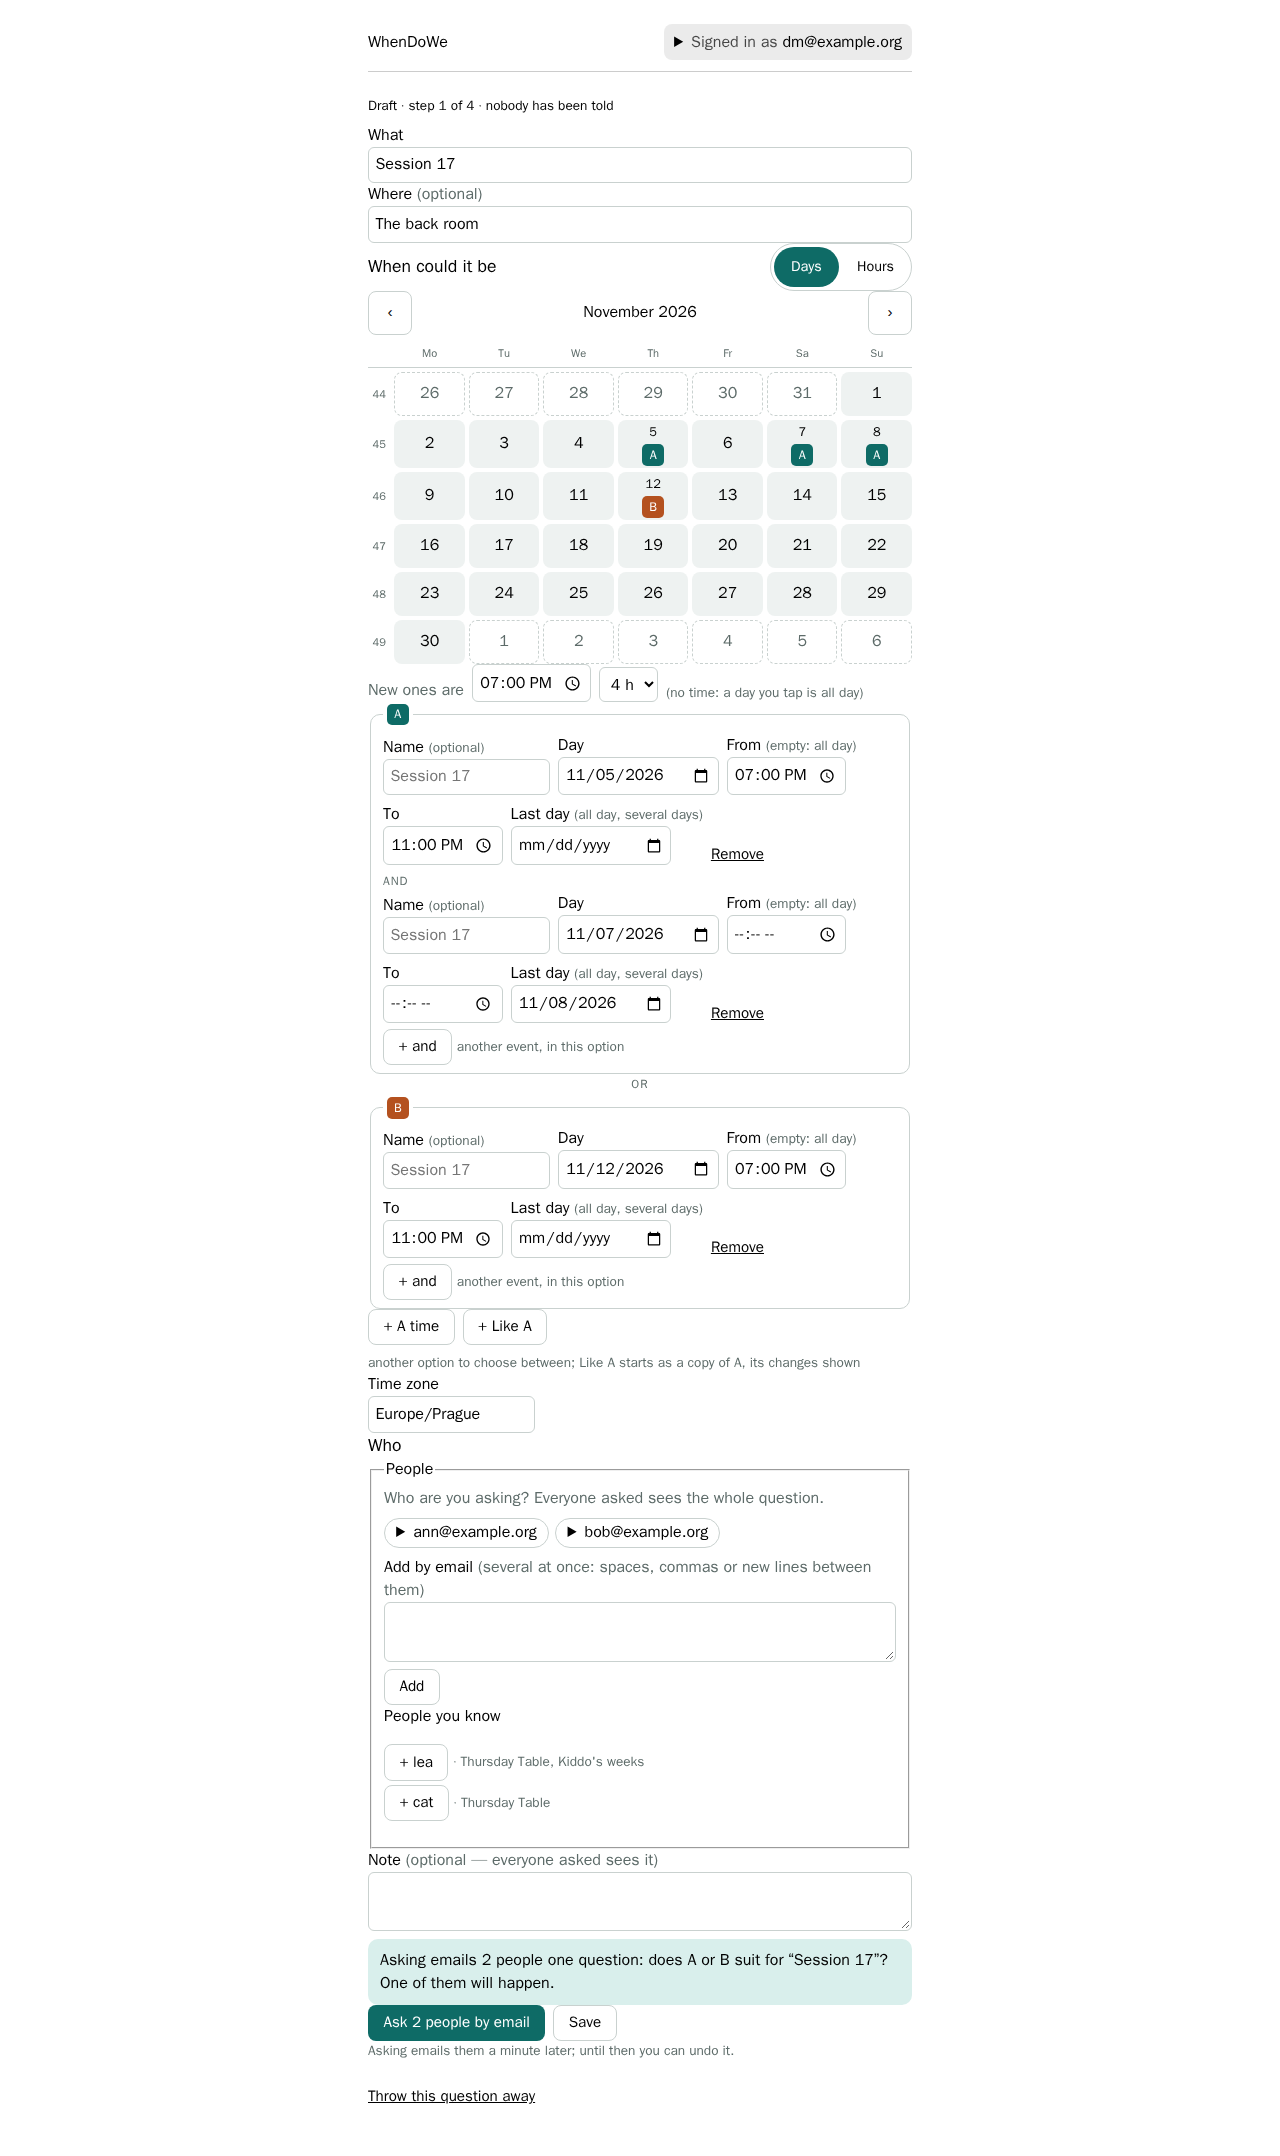 WhenDoWe
▶ Signed in as dm@example.org
Draft · step 1 of 4 · nobody has been told
What
Session 17
Where (optional)
The back room
When could it be
Days Hours
‹ November 2026 ›
Mo Tu We Th Fr Sa Su
44 26 27 28 29 30 31 1
45 2 3 4 5 A 6 7 A 8 A
46 9 10 11 12 B 13 14 15
47 16 17 18 19 20 21 22
48 23 24 25 26 27 28 29
49 30 1 2 3 4 5 6
New ones are 07:00 PM 4 h (no time: a day you tap is all day)
A
Name (optional) Day From (empty: all day)
Session 17 11/05/2026 07:00 PM
To Last day (all day, several days)
11:00 PM mm/dd/yyyy Remove
AND
Name (optional) Day From (empty: all day)
Session 17 11/07/2026 --:-- --
To Last day (all day, several days)
--:-- -- 11/08/2026 Remove
+ and another event, in this option
OR
B
Name (optional) Day From (empty: all day)
Session 17 11/12/2026 07:00 PM
To Last day (all day, several days)
11:00 PM mm/dd/yyyy Remove
+ and another event, in this option
+ A time + Like A
another option to choose between; Like A starts as a copy of A, its changes shown
Time zone
Europe/Prague
Who
People
Who are you asking? Everyone asked sees the whole question.
▶ ann@example.org ▶ bob@example.org
Add by email (several at once: spaces, commas or new lines between
them)
Add
People you know
+ lea · Thursday Table, Kiddo's weeks
+ cat · Thursday Table
Note (optional — everyone asked sees it)
Asking emails 2 people one question: does A or B suit for “Session 17”?
One of them will happen.
Ask 2 people by email Save
Asking emails them a minute later; until then you can undo it.
Throw this question away